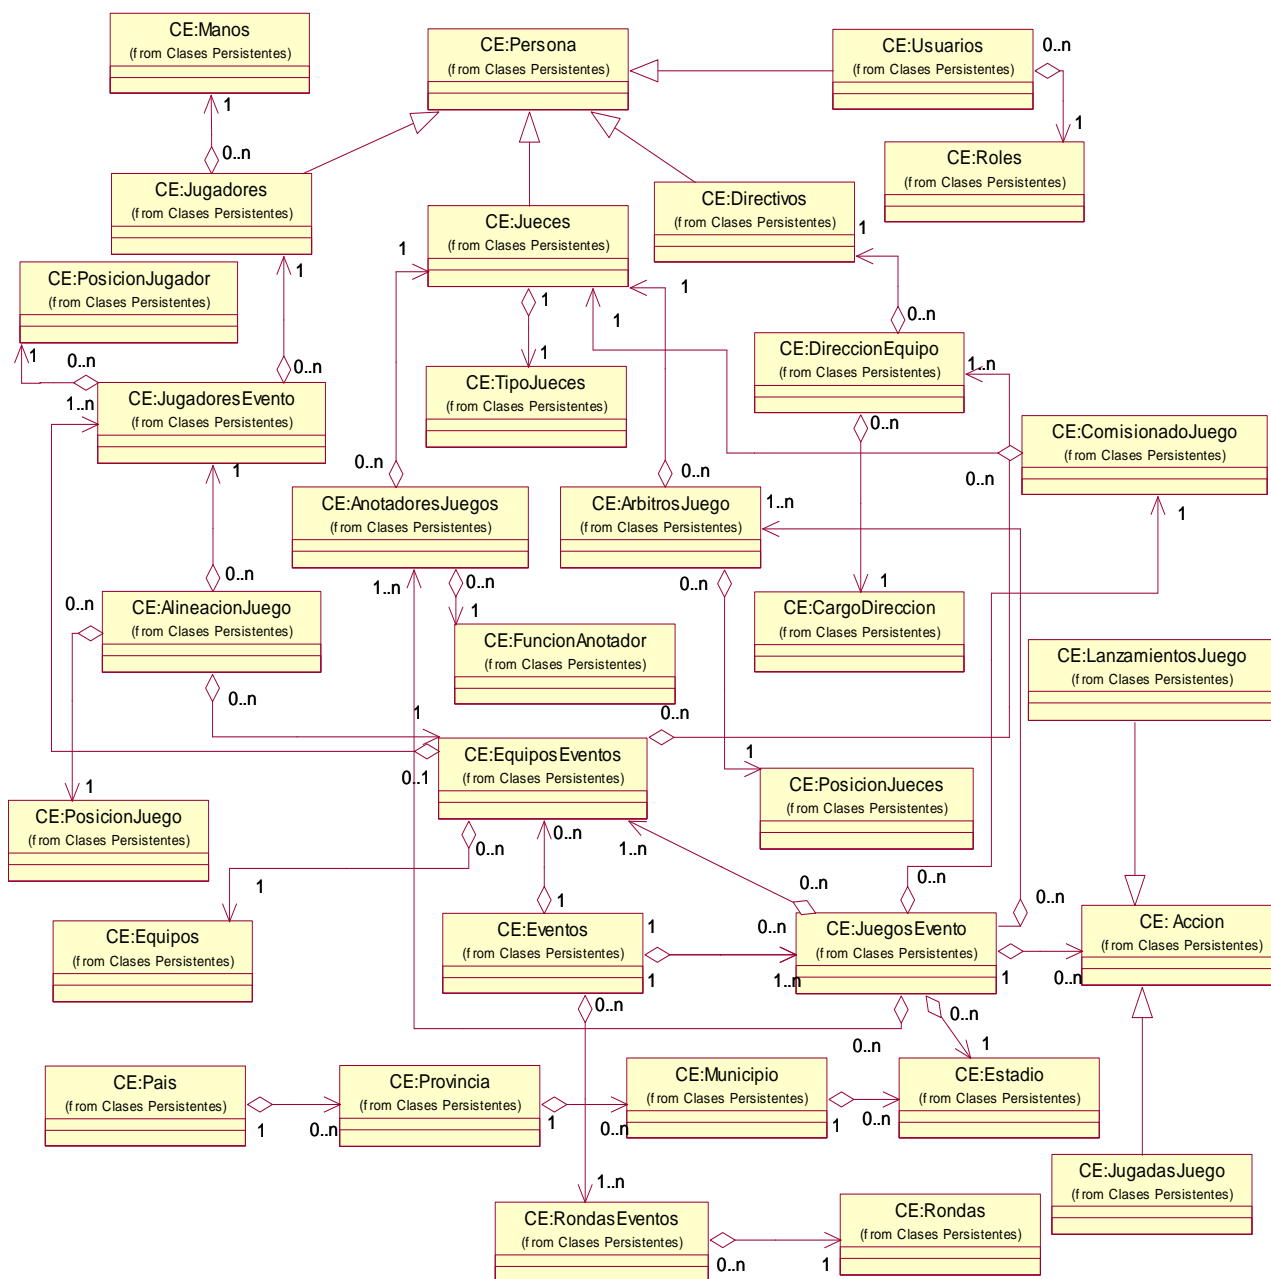 CE:Manos
(from Clases Persistentes)
CE:Persona
(from Clases Persistentes)
CE:Usuarios
(from Clases Persistentes)
0..n
1
1
0..n
CE:Roles
(from Clases Persistentes)
CE:Jugadores
(from Clases Persistentes)
CE:Directivos
(from Clases Persistentes)
1
CE:Jueces
(from Clases Persistentes)
1
1
CE:PosicionJugador
(from Clases Persistentes)
1
1
1
0..n
CE:DireccionEquipo
(from Clases Persistentes)
1..n
1
0..n
0..n
1
CE:TipoJueces
(from Clases Persistentes)
CE:JugadoresEvento
(from Clases Persistentes)
1..n
1
0..n
CE:ComisionadoJuego
(from Clases Persistentes)
0..n
1
0..n
0..n
CE:AnotadoresJuegos
(from Clases Persistentes)
CE:ArbitrosJuego
(from Clases Persistentes)
1..n
0..n
1..n
0..n
0..n
1
CE:AlineacionJuego
(from Clases Persistentes)
0..n
1
CE:CargoDireccion
(from Clases Persistentes)
CE:FuncionAnotador
(from Clases Persistentes)
CE:LanzamientosJuego
(from Clases Persistentes)
0..n
1
0..n
CE:EquiposEventos
(from Clases Persistentes)
0..1
1
CE:PosicionJueces
(from Clases Persistentes)
1
CE:PosicionJuego
(from Clases Persistentes)
0..n
0..n
1..n
0..n
0..n
0..n
1
1
CE:Equipos
(from Clases Persistentes)
CE:Eventos
(from Clases Persistentes)
1
1
0..n
1..n
CE:JuegosEvento
(from Clases Persistentes)
1
0..n
CE: Accion
(from Clases Persistentes)
0..n
0..n
0..n
1
CE:Pais
(from Clases Persistentes)
1
0..n
CE:Provincia
(from Clases Persistentes)
1
0..n
CE:Municipio
(from Clases Persistentes)
1
0..n
CE:Estadio
(from Clases Persistentes)
CE:JugadasJuego
(from Clases Persistentes)
1..n
CE:RondasEventos
(from Clases Persistentes)
0..n
1
CE:Rondas
(from Clases Persistentes)